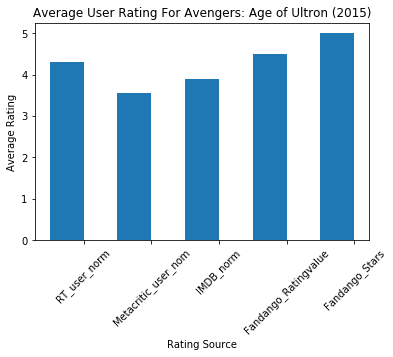 Average User Rating For Avengers: Age of Ultron (2015)
5
4
3
2
1
0
Average Rating
RT_user_norm
Metacritic_user_nom
IMDB_norm
Fandango_Ratingvalue
Fandango_Stars
Rating Source